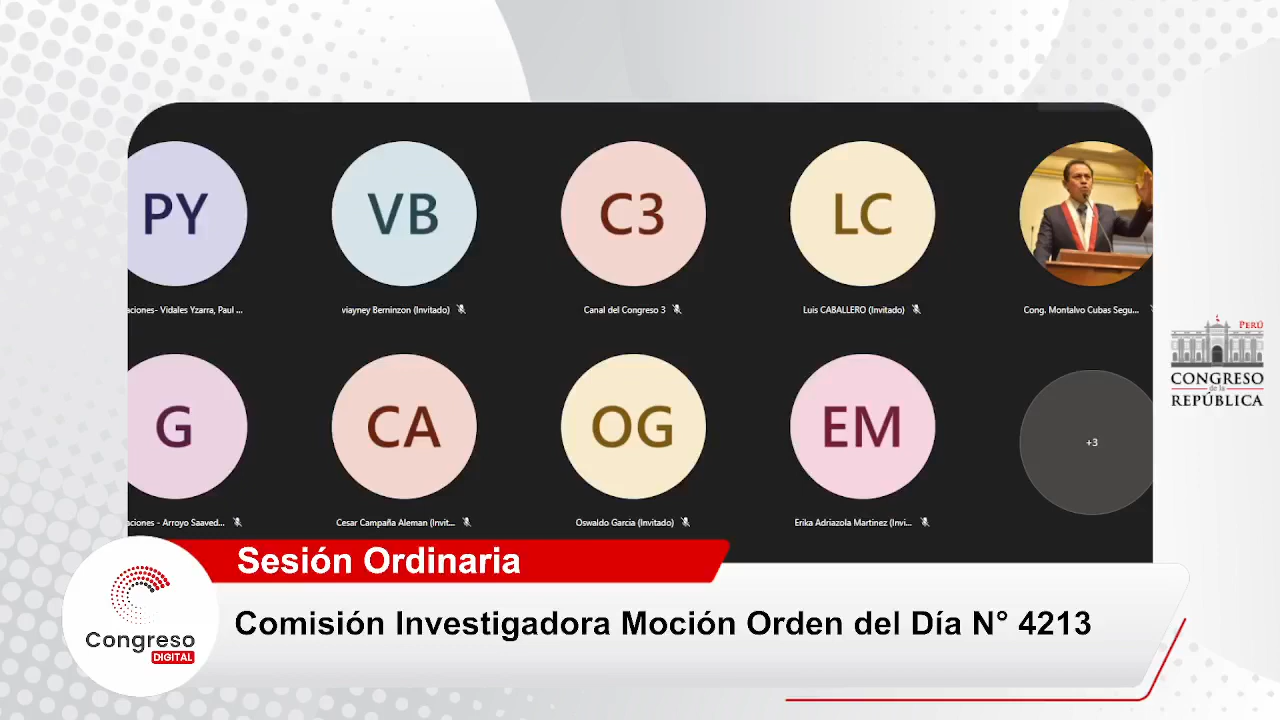 PY
VB
C3
LC
aciones- Vidales Yzarra, Paul ...
viayney Berninzon (Invitado)
Canal del Congreso 3
Luis CABALLERO (Invitado)
Cong. Montalvo Cubas Segu...
G
CA
OG
EM
+3
aciones - Arroyo Saaved...
Cesar Campaña Aleman (Invit...
Oswaldo Garcia (Invitado)
Erika Adriazola Martinez (Invi...
PERÚ
CONGRESO
de la
REPÚBLICA
Sesión Ordinaria
Comisión Investigadora Moción Orden del Día N° 4213
Congreso
DIGITAL